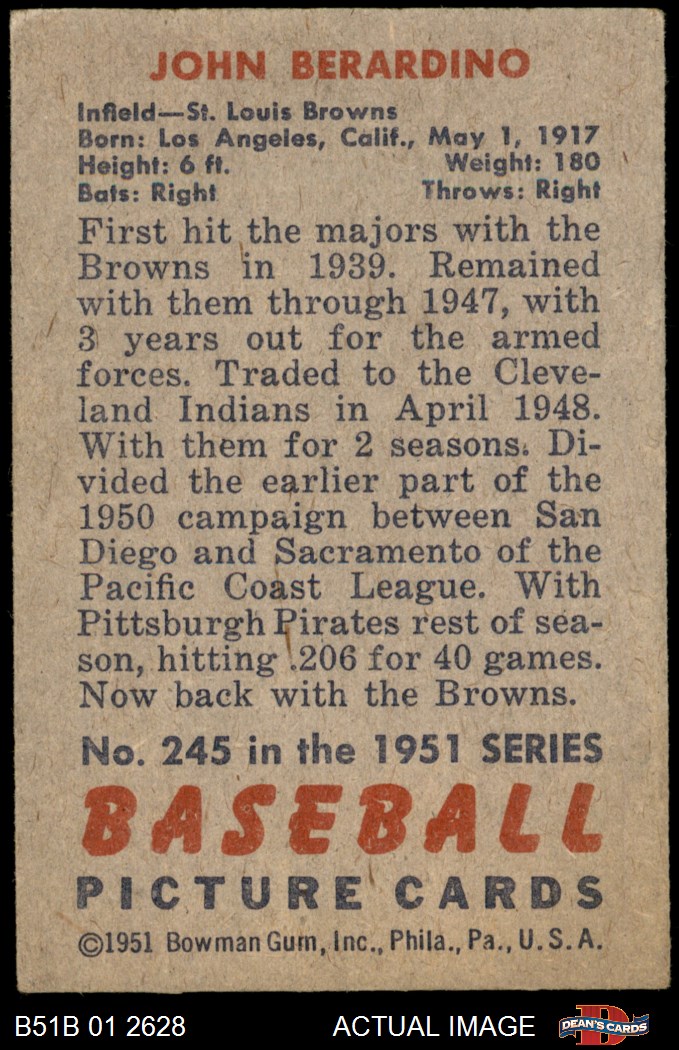 JOHN BERARDINO
Infield—St. Louis Browns
Born: Los Angeles, Calif., May 1, 1917
Height: 6 ft. Weight: 180
Bats: Right Throws: Right
First hit the majors with the
Browns in 1939. Remained
with them through 1947, with
3 years out for the armed
forces. Traded to the Cleve-
land Indians in April 1948.
With them for 2 seasons. Di-
vided the earlier part of the
1950 campaign between San
Diego and Sacramento of the
Pacific Coast League. With
Pittsburgh Pirates rest of sea-
son, hitting .206 for 40 games.
Now back with the Browns.
No. 245 in the 1951 SERIES
BASEBALL
PICTURE CARDS
©1951 Bowman Gum, Inc., Phila., Pa., U.S.A.
B51B 01 2628 ACTUAL IMAGE D DEAN'S CARDS